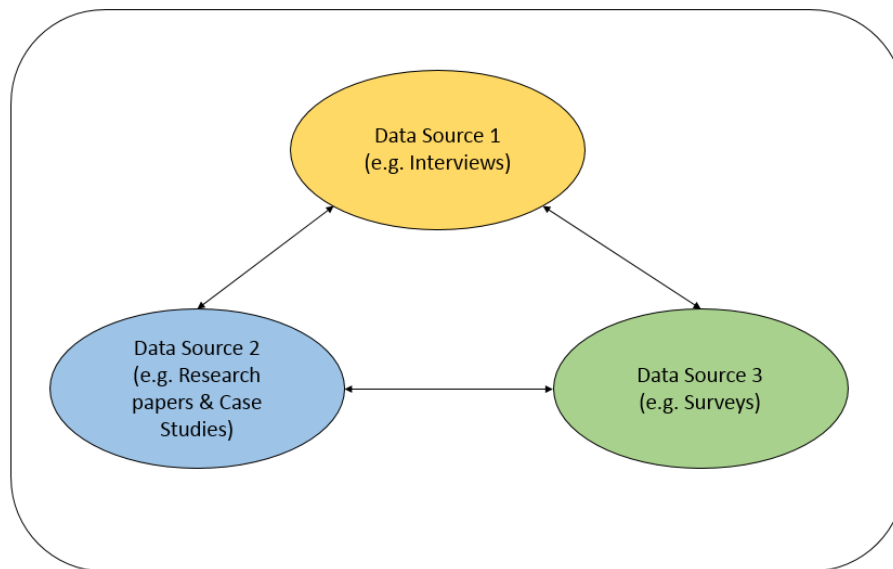 Data Source 1
(e.g. Interviews)
Data Source 2
(e.g. Research
papers & Case
Studies)
Data Source 3
(e.g. Surveys)